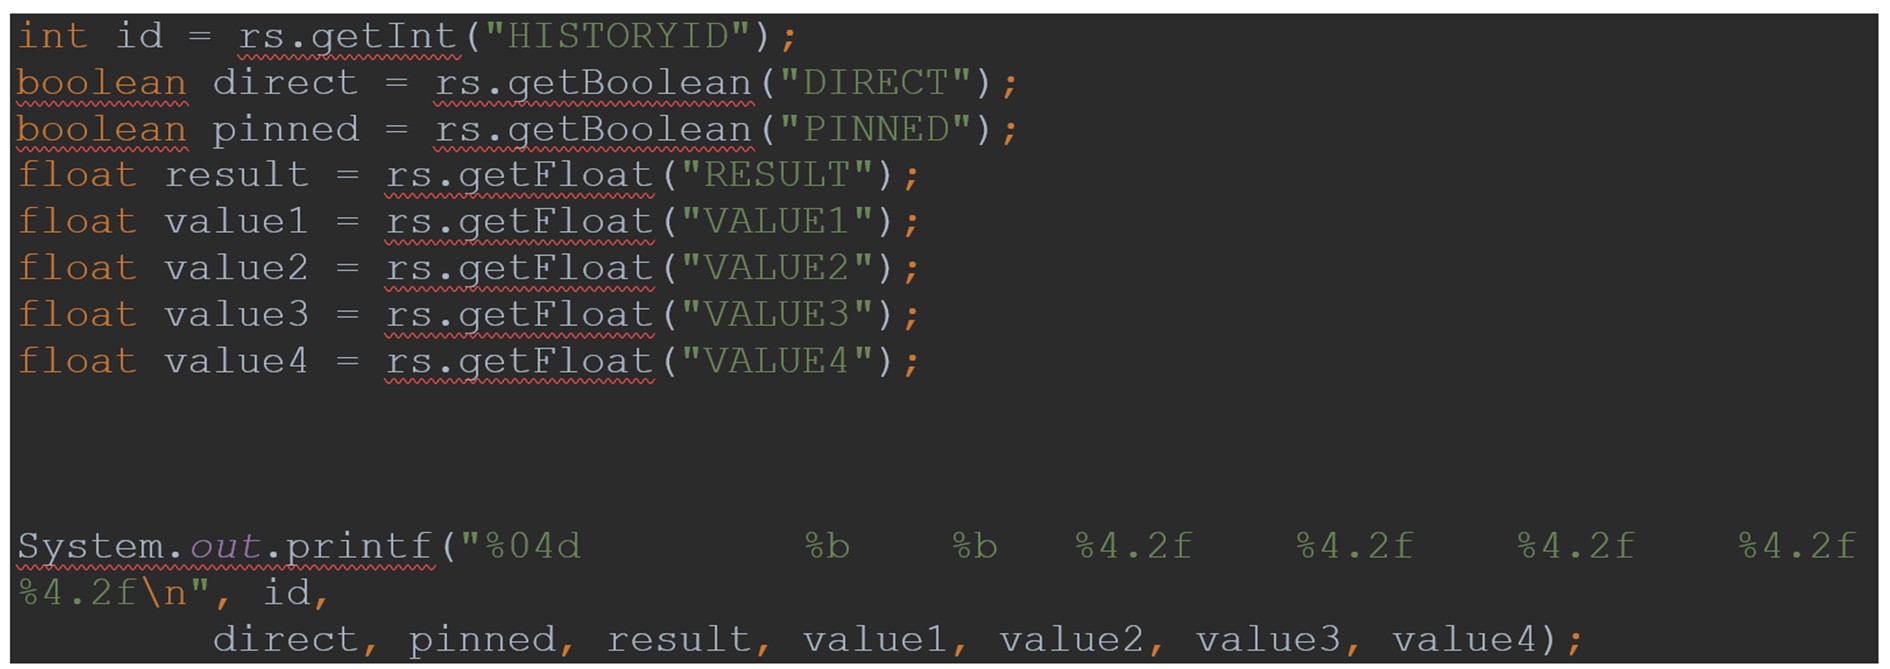 int id = rs.getInt("HISTORYID");
boolean direct = rs.getBoolean("DIRECT");
boolean pinned = rs.getBoolean("PINNED");
float result = rs.getFloat("RESULT");
float value1 = rs.getFloat("VALUE1");
float value2 = rs.getFloat("VALUE2");
float value3 = rs.getFloat("VALUE3");
float value4 = rs.getFloat("VALUE4");
System.out.printf("%04d         %b    %b   %4.2f    %4.2f    %4.2f    %4.2f
%4.2f\n", id,
        direct, pinned, result, value1, value2, value3, value4);